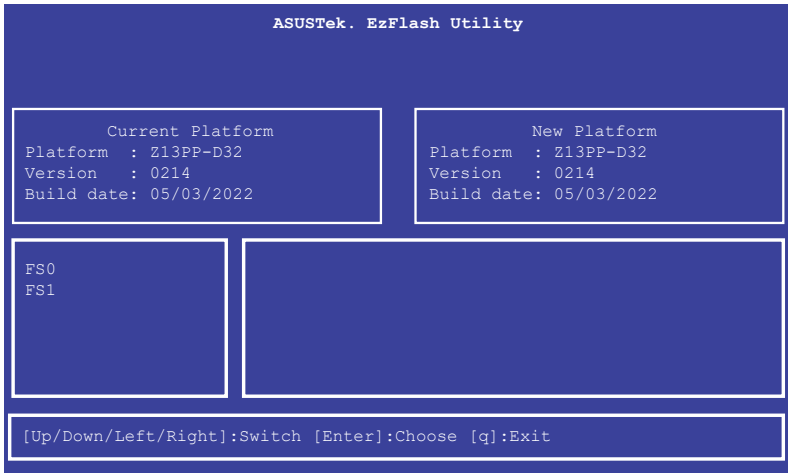 ASUSTek. EzFlash Utility
Current Platform
Platform : Z13PP-D32
Version : 0214
Build date: 05/03/2022
New Platform
Platform : Z13PP-D32
Version : 0214
Build date: 05/03/2022
FS0
FS1
[Up/Down/Left/Right]:Switch [Enter]:Choose [q]:Exit